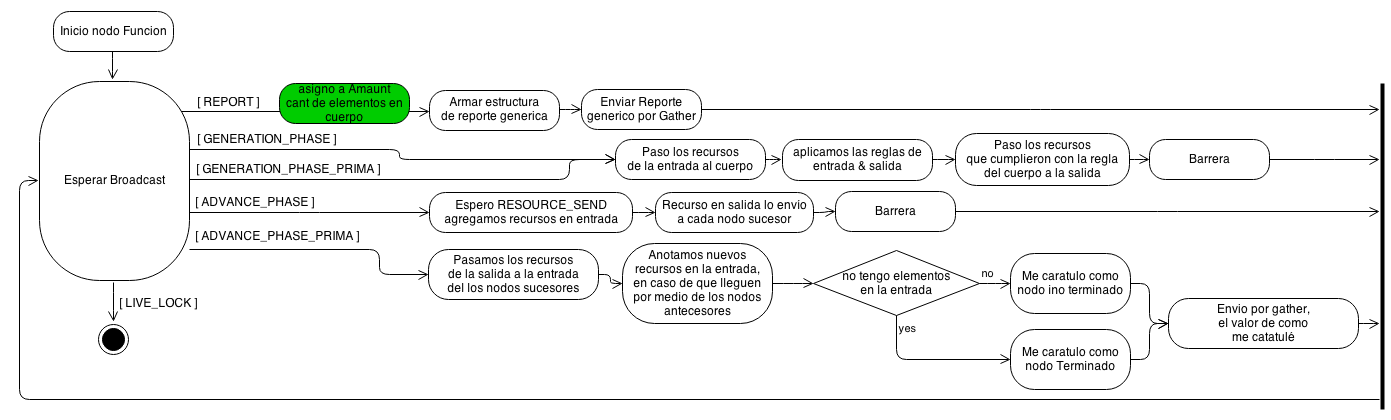 Inicio nodo Funcion
Esperar Broadcast
[ REPORT ]
asigno a Amaunt
cant de elementos en
cuerpo
Armar estructura
de reporte generica
Enviar Reporte
generico por Gather
[ GENERATION_PHASE ]
[ GENERATION_PHASE_PRIMA ]
Paso los recursos
de la entrada al cuerpo
aplicamos las reglas de
entrada & salida
Paso los recursos
que cumplieron con la regla
del cuerpo a la salida
Barrera
[ ADVANCE_PHASE ]
Espero RESOURCE_SEND
agregamos recursos en entrada
Recurso en salida lo envio
a cada nodo sucesor
Barrera
[ ADVANCE_PHASE_PRIMA ]
Pasamos los recursos
de la salida a la entrada
del los nodos sucesores
Anotamos nuevos
recursos en la entrada,
en caso de que lleguen
por medio de los nodos
antecesores
no tengo elementos
en la entrada
no
Me caratulo como
nodo ino terminado
yes
Me caratulo como
nodo Terminado
Envio por gather,
el valor de como
me catatulé
[ LIVE_LOCK ]